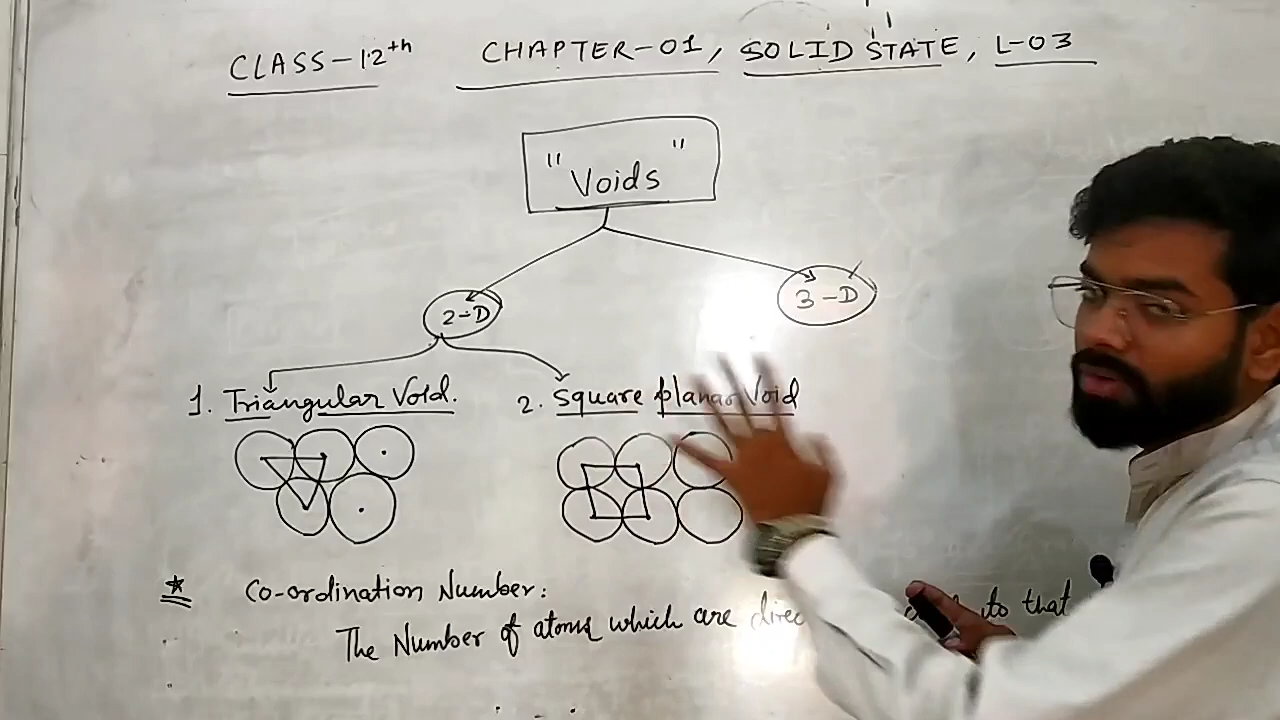 CLASS-12th CHAPTER-01, SOLID STATE, L-03
" Voids "
2-D
3-D
1. Triangular Void.
2. Square planar Void
* Co-ordination Number:
The Number of atoms which are to that